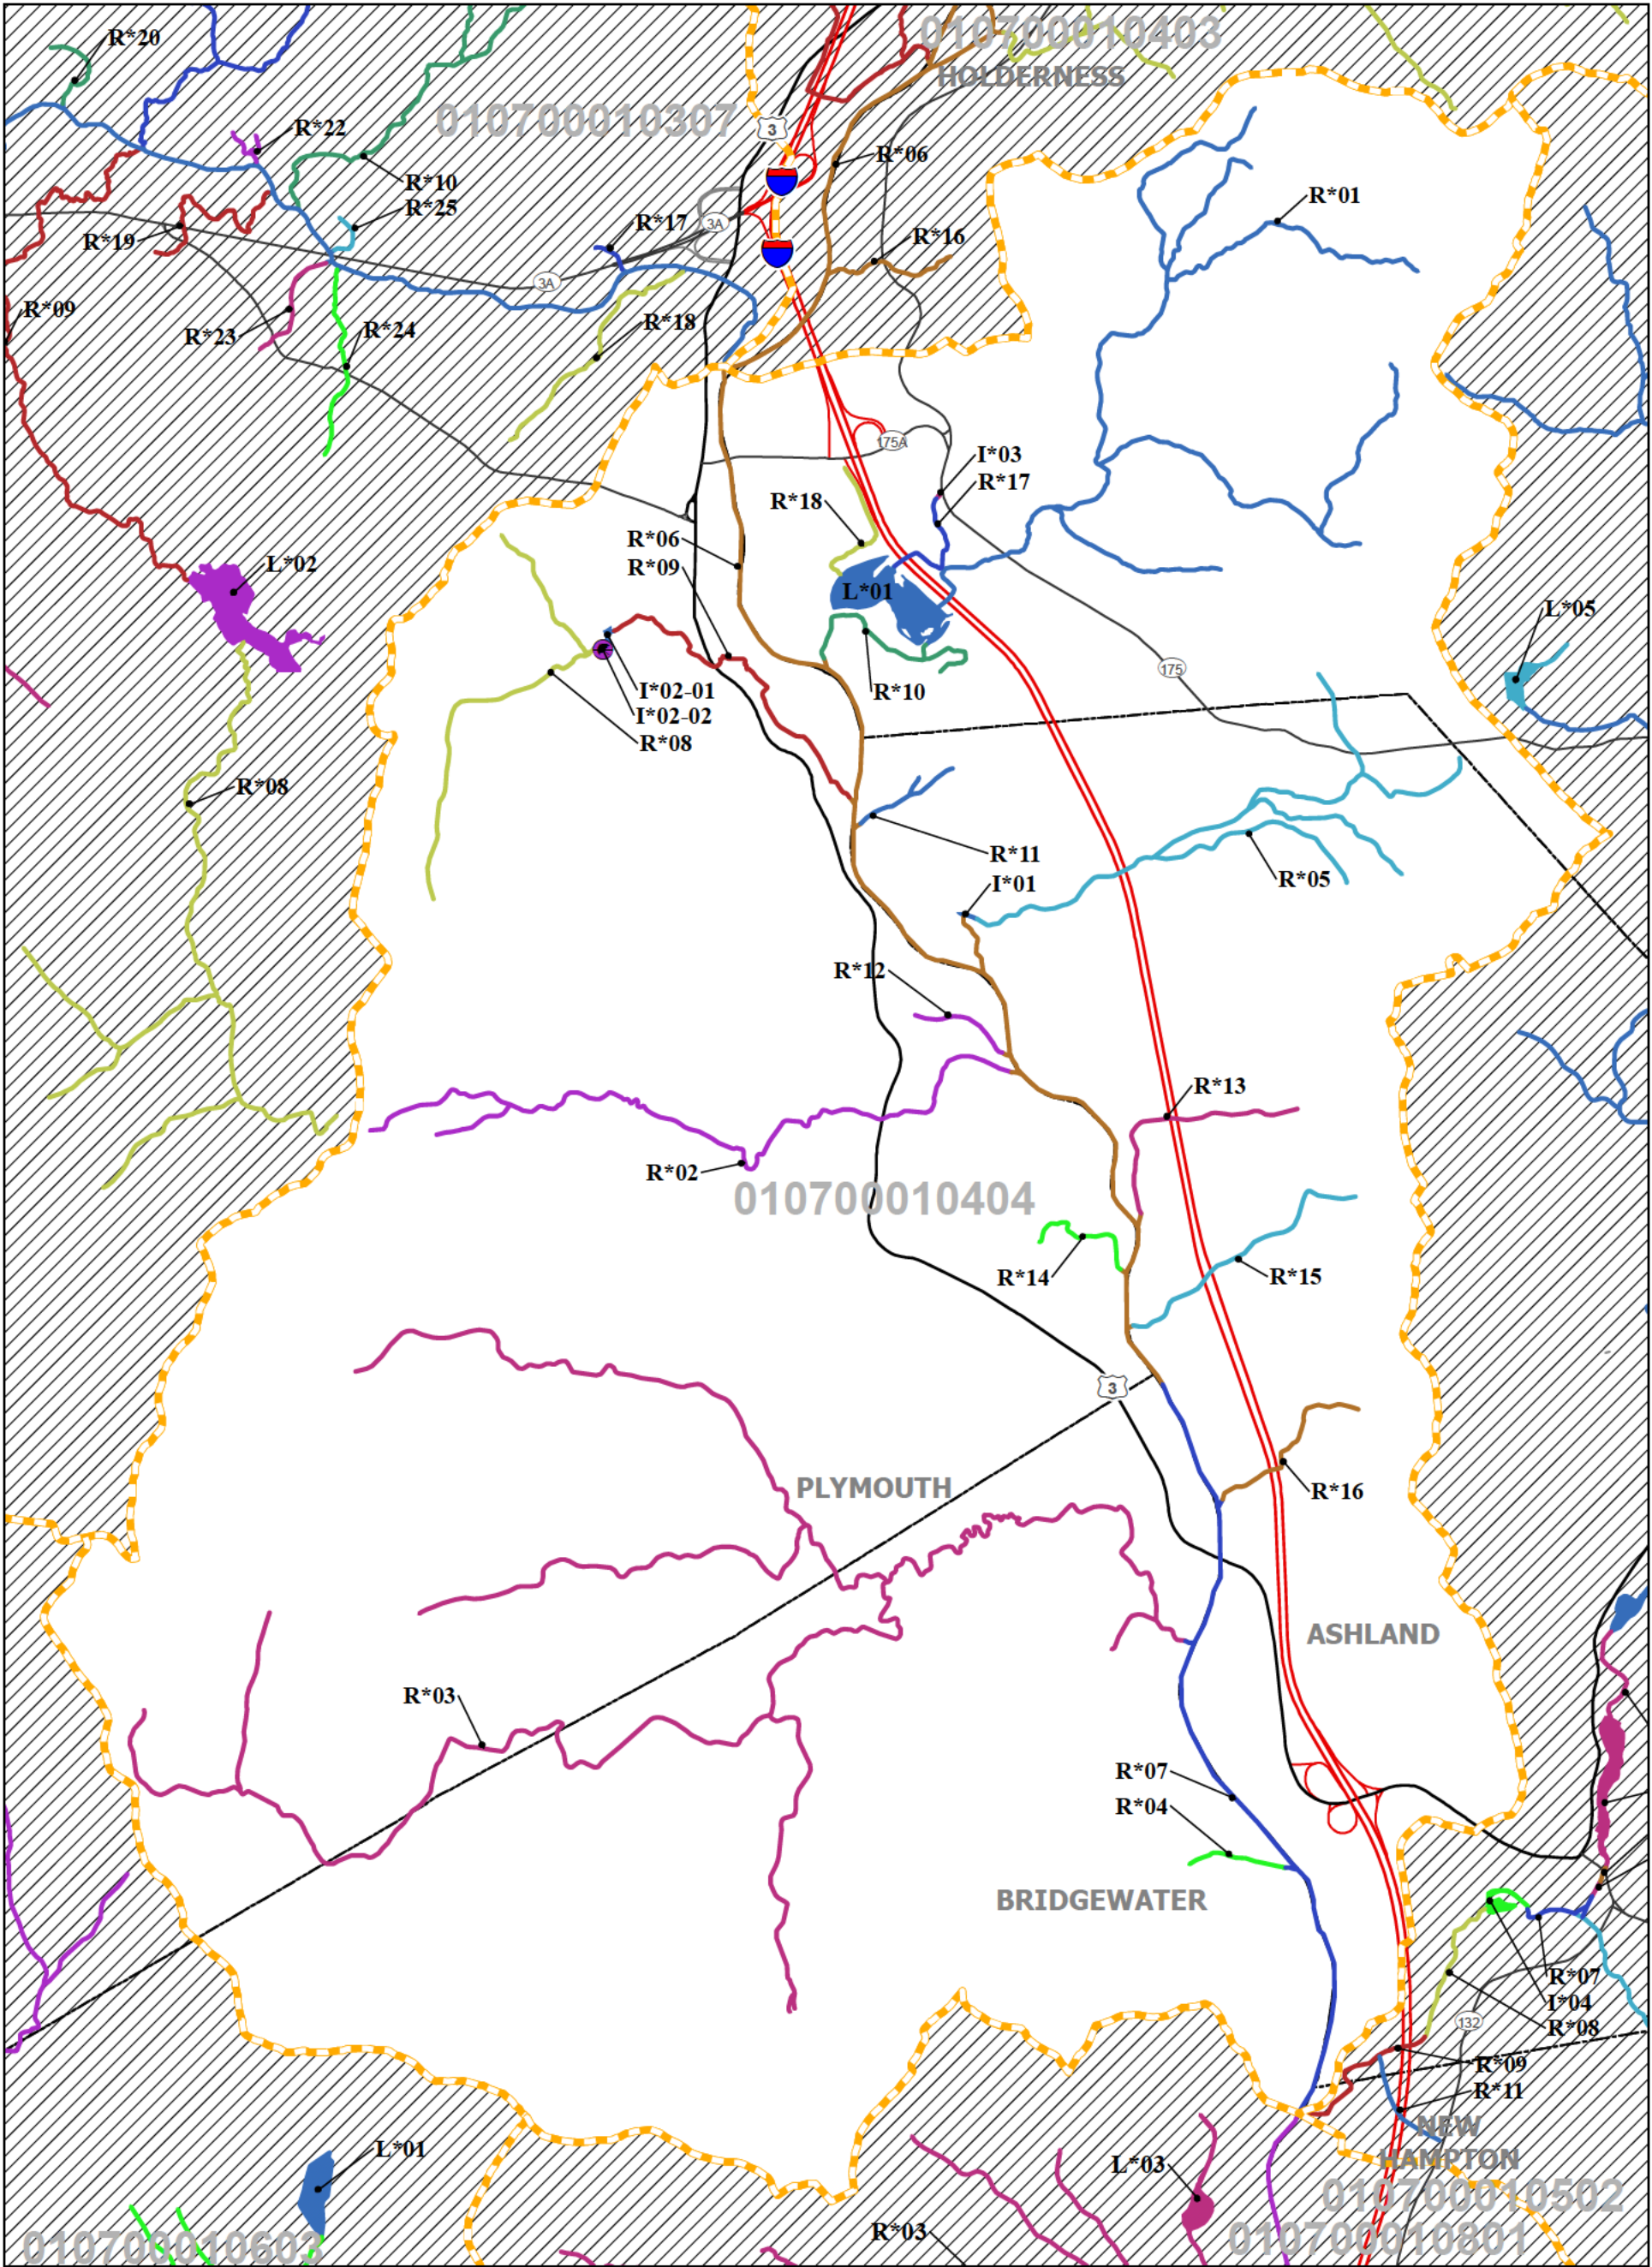 010700010403
R*20
HOLDERNESS
010700010307
R*22
3
R*06
R*10
R*01
R*25
R*17
3A
R*19
R*16
3A
R*09
R*18
R*23
R*24
175A
I*03
R*17
R*18
R*06
L*02
R*09
L*01
L*05
175
I*02-01
R*10
I*02-02
R*08
R*08
R*11
R*05
I*01
R*12
R*13
R*02
010700010404
R*14
R*15
3
PLYMOUTH
R*16
ASHLAND
R*03
R*07
R*04
BRIDGEWATER
R*07
I*04
132
R*08
R*09
R*11
NEW
HAMPTON
L*01
L*03
010700010502
R*03
010700010801
010700010603